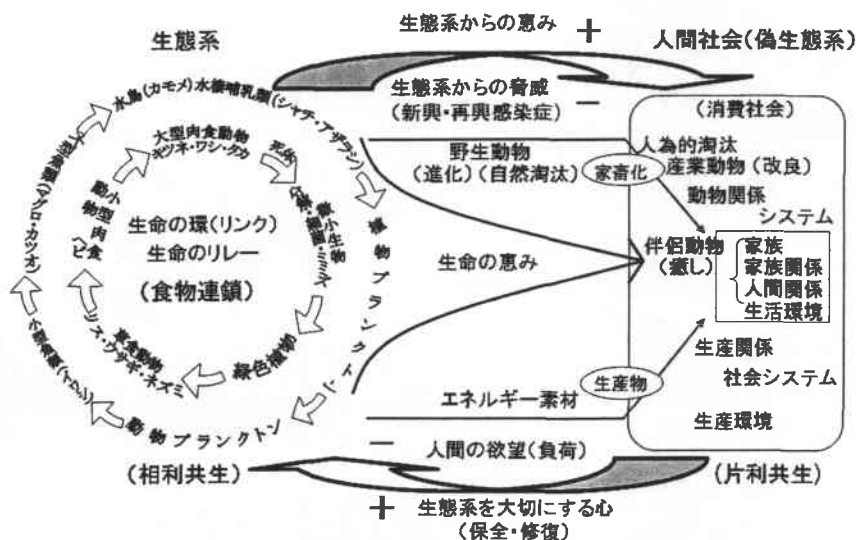 生態系
生態系からの恵み +
人間社会(偽生態系)
生態系からの脅威
(新興・再興感染症) −
水鳥(カモメ)水棲哺乳類(シャチ・アザラシ)
植物プランクトン
動物プランクトン
大型肉食動物
キツネ・ワシ・タカ
死体
微小生物
緑色植物
草食動物
リス・ウサギ・ネズミ
小型肉食
動物
ヘビ
生命の環(リンク)
生命のリレー
(食物連鎖)
野生動物
(進化)(自然淘汰)
家畜化
生命の恵み
エネルギー素材
生産物
(消費社会)
人為的淘汰
産業動物(改良)
動物関係
システム
伴侶動物
(癒し)
家族
家族関係
人間関係
生活環境
生産関係
社会システム
生産環境
(相利共生)
− 人間の欲望(負荷)
(片利共生)
+ 生態系を大切にする心
(保全・修復)